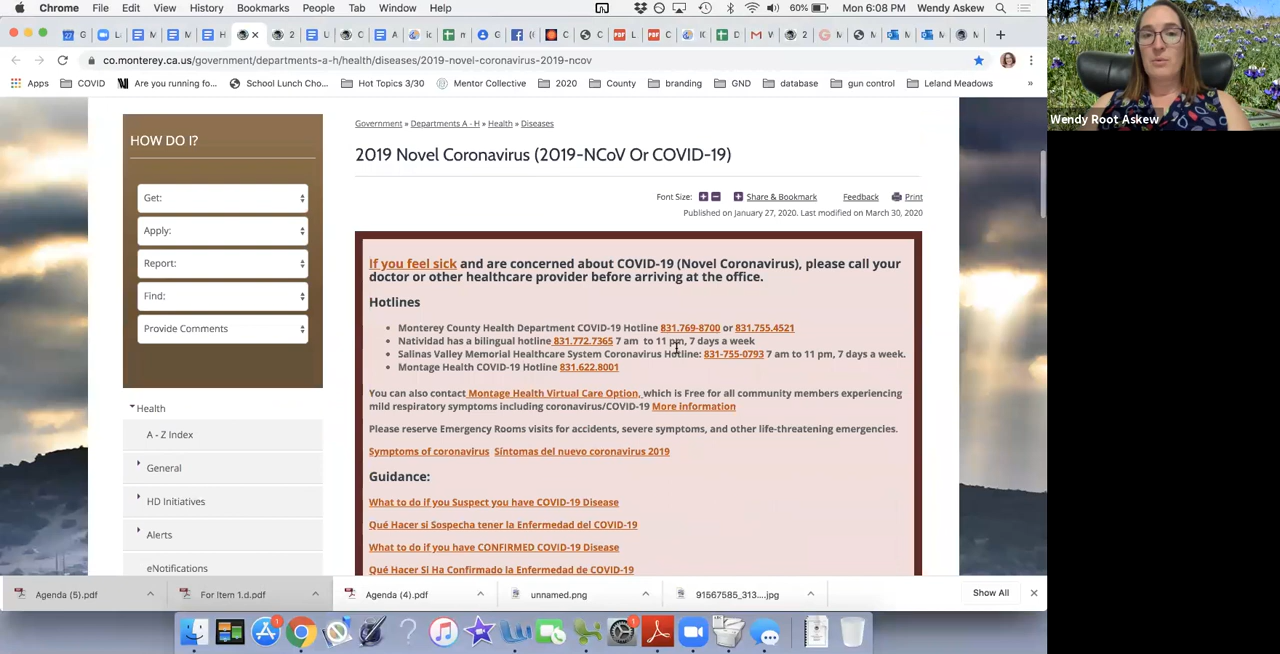 Chrome File Edit View History Bookmarks People Tab Window Help 60% Mon 6:08 PM Wendy Askew
co.monterey.ca.us/government/departments-a-h/health/diseases/2019-novel-coronavirus-2019-ncov
Apps COVID Are you running fo... School Lunch Cho... Hot Topics 3/30 Mentor Collective 2020 County branding GND database gun control Leland Meadows »
Wendy Root Askew
HOW DO I?
Get:
Apply:
Report:
Find:
Provide Comments
Health
A - Z Index
General
HD Initiatives
Alerts
eNotifications
Government » Departments A - H » Health » Diseases
2019 Novel Coronavirus (2019-NCoV Or COVID-19)
Font Size: Share & Bookmark Feedback Print
Published on January 27, 2020. Last modified on March 30, 2020
If you feel sick and are concerned about COVID-19 (Novel Coronavirus), please call your
doctor or other healthcare provider before arriving at the office.
Hotlines
Monterey County Health Department COVID-19 Hotline 831.769-8700 or 831.755.4521
Natividad has a bilingual hotline 831.772.7365 7 am to 11 pm, 7 days a week
Salinas Valley Memorial Healthcare System Coronavirus Hotline: 831-755-0793 7 am to 11 pm, 7 days a week.
Montage Health COVID-19 Hotline 831.622.8001
You can also contact Montage Health Virtual Care Option, which is Free for all community members experiencing
mild respiratory symptoms including coronavirus/COVID-19 More information
Please reserve Emergency Rooms visits for accidents, severe symptoms, and other life-threatening emergencies.
Symptoms of coronavirus Síntomas del nuevo coronavirus 2019
Guidance:
What to do if you Suspect you have COVID-19 Disease
Qué Hacer si Sospecha tener la Enfermedad del COVID-19
What to do if you have CONFIRMED COVID-19 Disease
Qué Hacer Si Ha Confirmado la Enfermedad de COVID-19
Agenda (5).pdf For Item 1.d.pdf Agenda (4).pdf unnamed.png 91567585_313....jpg Show All